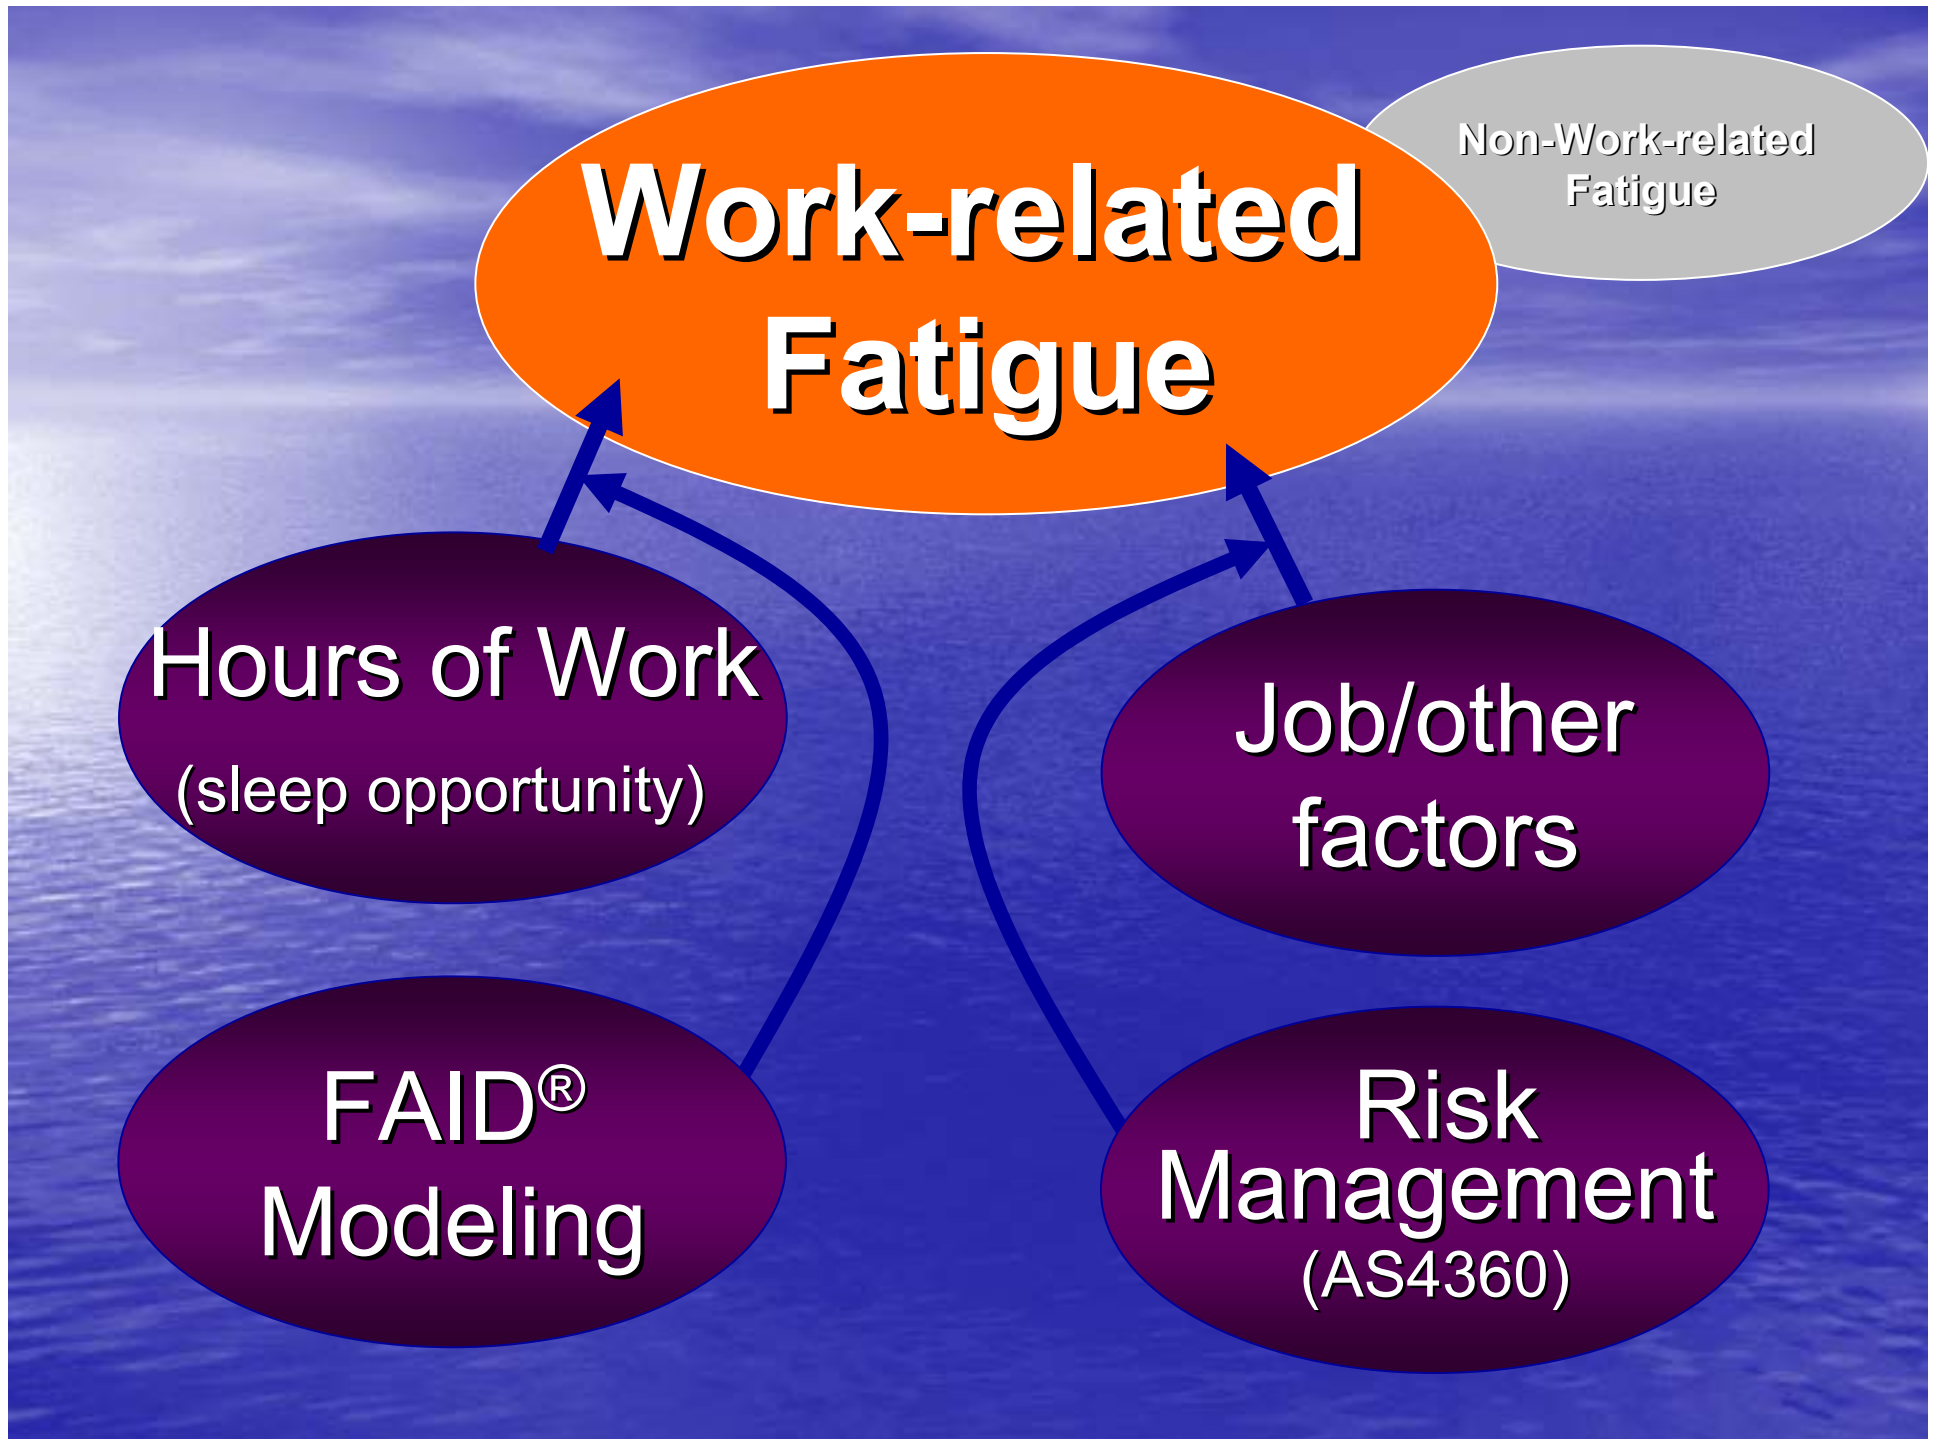 Work-related
Fatigue
Non-Work-related
Fatigue
Hours of Work
(sleep opportunity)
Job/other
factors
FAID®
Modeling
Risk
Management
(AS4360)